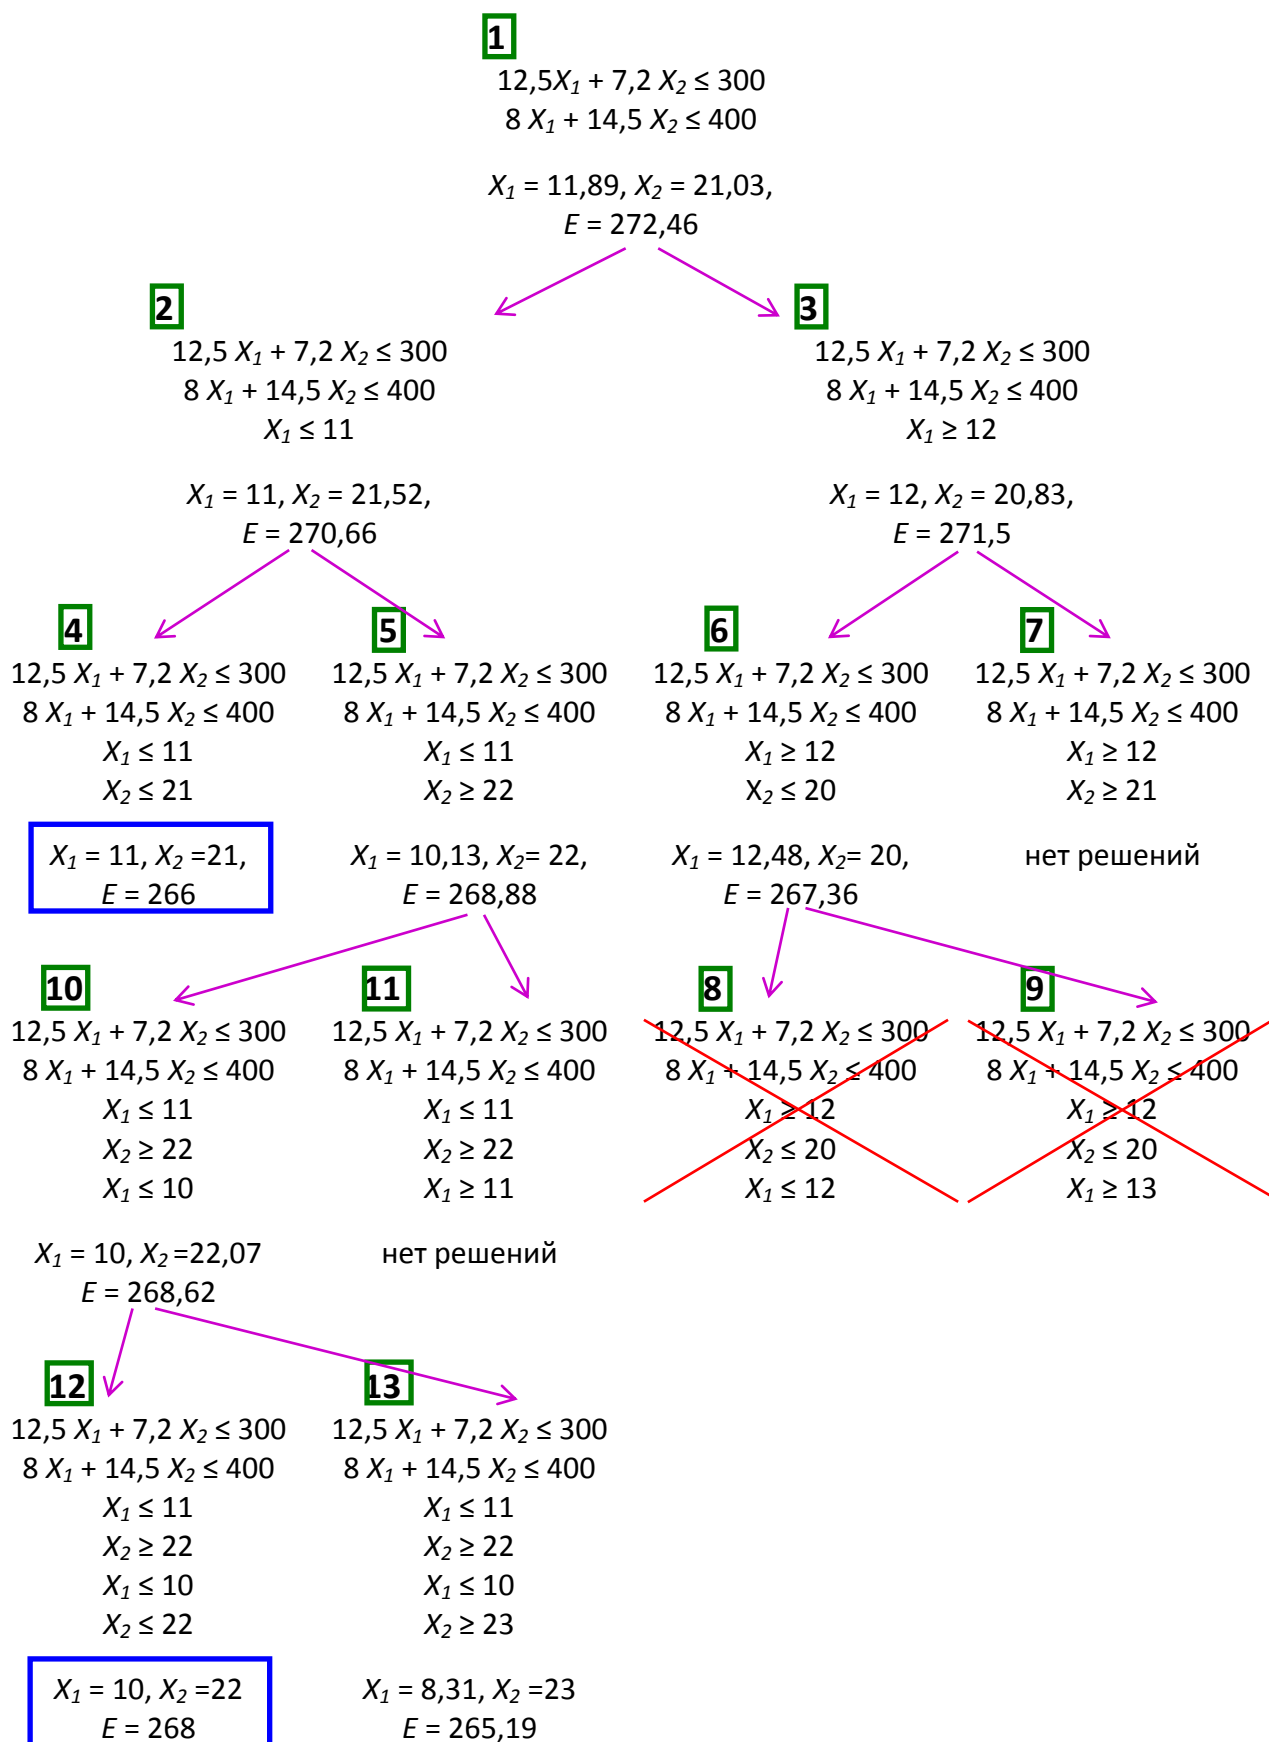 1
12,5X₁ + 7,2 X₂ ≤ 300
8 X₁ + 14,5 X₂ ≤ 400
X₁ = 11,89, X₂ = 21,03,
E = 272,46
2
12,5 X₁ + 7,2 X₂ ≤ 300
8 X₁ + 14,5 X₂ ≤ 400
X₁ ≤ 11
X₁ = 11, X₂ = 21,52,
E = 270,66
3
12,5 X₁ + 7,2 X₂ ≤ 300
8 X₁ + 14,5 X₂ ≤ 400
X₁ ≥ 12
X₁ = 12, X₂ = 20,83,
E = 271,5
4
12,5 X₁ + 7,2 X₂ ≤ 300
8 X₁ + 14,5 X₂ ≤ 400
X₁ ≤ 11
X₂ ≤ 21
X₁ = 11, X₂ =21,
E = 266
5
12,5 X₁ + 7,2 X₂ ≤ 300
8 X₁ + 14,5 X₂ ≤ 400
X₁ ≤ 11
X₂ ≥ 22
X₁ = 10,13, X₂= 22,
E = 268,88
6
12,5 X₁ + 7,2 X₂ ≤ 300
8 X₁ + 14,5 X₂ ≤ 400
X₁ ≥ 12
X₂ ≤ 20
X₁ = 12,48, X₂= 20,
E = 267,36
7
12,5 X₁ + 7,2 X₂ ≤ 300
8 X₁ + 14,5 X₂ ≤ 400
X₁ ≥ 12
X₂ ≥ 21
нет решений
10
12,5 X₁ + 7,2 X₂ ≤ 300
8 X₁ + 14,5 X₂ ≤ 400
X₁ ≤ 11
X₂ ≥ 22
X₁ ≤ 10
X₁ = 10, X₂ =22,07
E = 268,62
11
12,5 X₁ + 7,2 X₂ ≤ 300
8 X₁ + 14,5 X₂ ≤ 400
X₁ ≤ 11
X₂ ≥ 22
X₁ ≥ 11
нет решений
8
12,5 X₁ + 7,2 X₂ ≤ 300
8 X₁ + 14,5 X₂ ≤ 400
X₁ ≥ 12
X₂ ≤ 20
X₁ ≤ 12
9
12,5 X₁ + 7,2 X₂ ≤ 300
8 X₁ + 14,5 X₂ ≤ 400
X₁ ≥ 12
X₂ ≤ 20
X₁ ≥ 13
12
12,5 X₁ + 7,2 X₂ ≤ 300
8 X₁ + 14,5 X₂ ≤ 400
X₁ ≤ 11
X₂ ≥ 22
X₁ ≤ 10
X₂ ≤ 22
X₁ = 10, X₂ =22
E = 268
13
12,5 X₁ + 7,2 X₂ ≤ 300
8 X₁ + 14,5 X₂ ≤ 400
X₁ ≤ 11
X₂ ≥ 22
X₁ ≤ 10
X₂ ≥ 23
X₁ = 8,31, X₂ =23
E = 265,19